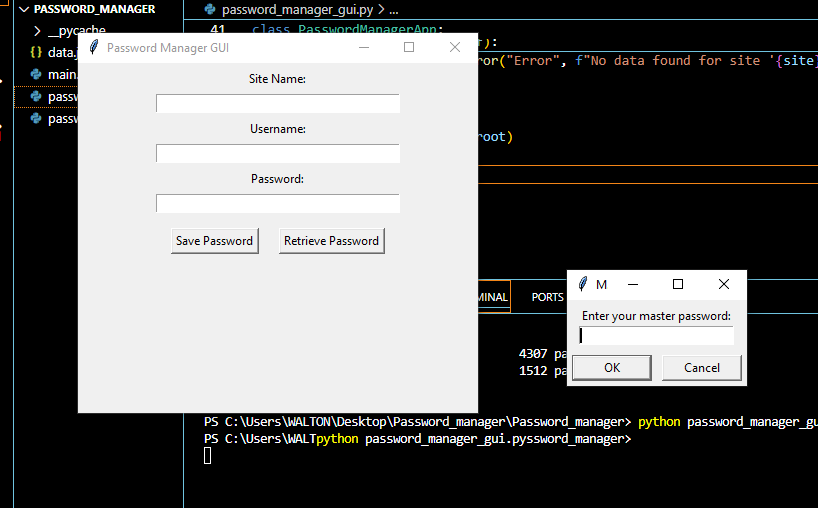 PASSWORD_MANAGER
password_manager_gui.py > ...
__pycache
41 class PasswordManagerApp:
Password Manager GUI
):
{} data.j
ror("Error", f"No data found for site '{site}
main.
Site Name:
passw
passw
Username:
root)
Password:
Save Password
Retrieve Password
MINAL
PORTS
M
Enter your master password:
4307 pa
1512 pa
OK
Cancel
PS C:\Users\WALTON\Desktop\Password_manager\Password_manager> python password_manager_gu
PS C:\Users\WALTpython password_manager_gui.pyssword_manager>